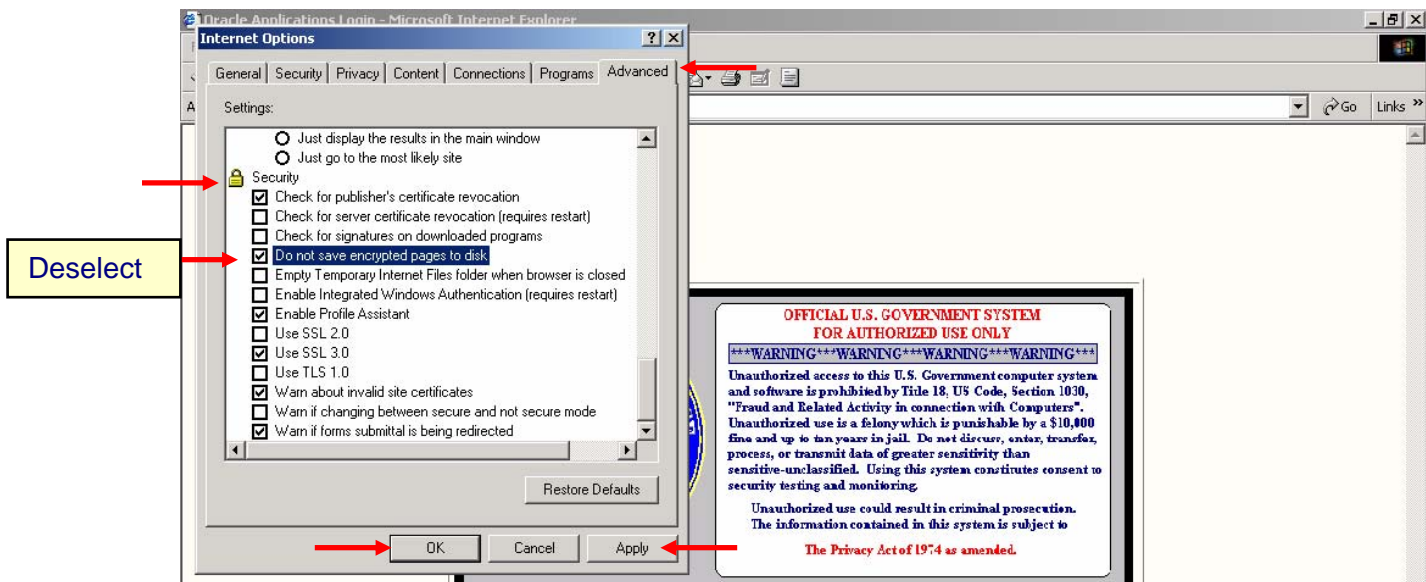 Oracle Applications Login - Microsoft Internet Explorer
Internet Options
General Security Privacy Content Connections Programs Advanced
Go Links »
Settings:
Just display the results in the main window
Just go to the most likely site
Security
Check for publisher's certificate revocation
Check for server certificate revocation (requires restart)
Check for signatures on downloaded programs
Deselect
Do not save encrypted pages to disk
Empty Temporary Internet Files folder when browser is closed
Enable Integrated Windows Authentication (requires restart)
Enable Profile Assistant
Use SSL 2.0
Use SSL 3.0
Use TLS 1.0
Warn about invalid site certificates
Warn if changing between secure and not secure mode
Warn if forms submittal is being redirected
Restore Defaults
OK Cancel Apply
OFFICIAL U.S. GOVERNMENT SYSTEM
FOR AUTHORIZED USE ONLY
***WARNING***WARNING***WARNING***WARNING***
Unauthorized access to this U.S. Government computer system
and software is prohibited by Title 18, US Code, Section 1030,
"Fraud and Related Activity in connection with Computers".
Unauthorized use is a felony which is punishable by a $10,000
fine and up to ten years in jail. Do not discuss, enter, transfer,
process, or transmit data of greater sensitivity than
sensitive-unclassified. Using this system constitutes consent to
security testing and monitoring.
Unauthorized use could result in criminal prosecution.
The information contained in this system is subject to
The Privacy Act of 1974 as amended.